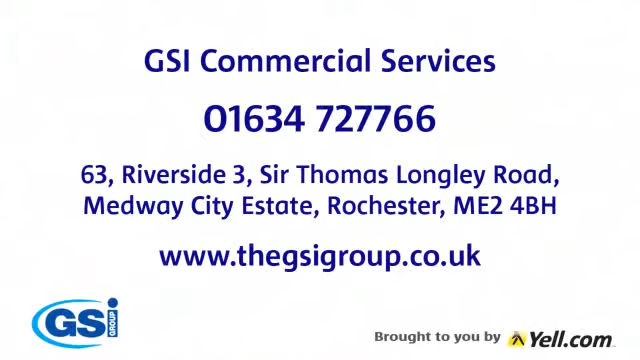 GSI Commercial Services
01634 727766
63, Riverside 3, Sir Thomas Longley Road,
Medway City Estate, Rochester, ME2 4BH
www.thegsigroup.co.uk
GSi GROUP
Brought to you by Yell.com